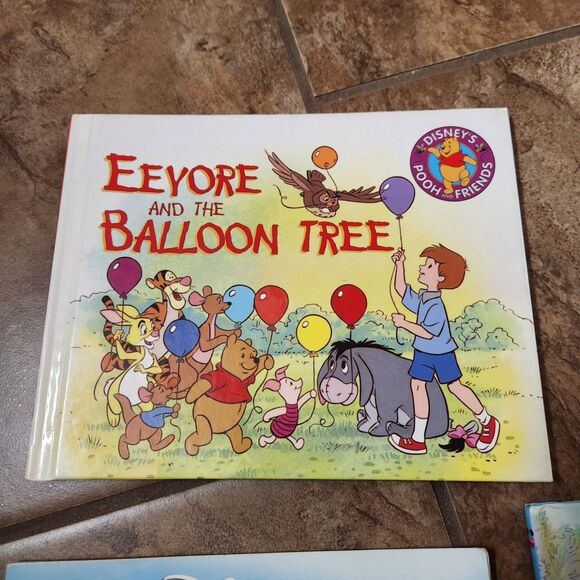 EEYORE
AND THE
BALLOON TREE
DISNEY'S
POOH AND FRIENDS